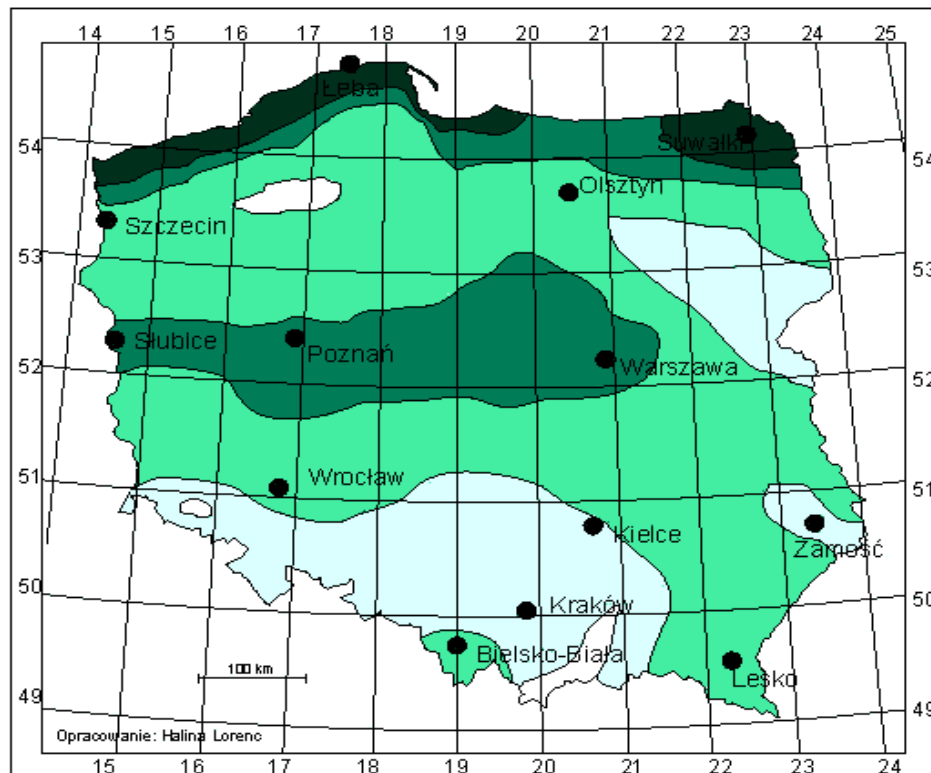 14 15 16 17 18 19 20 21 22 23 24 25
Łeba
54 Suwałki 54
Olsztyn
Szczecin
53 53
Słubice Poznań Warszawa
52 52
51 Wrocław 51
Kielce Zamość
50 Kraków 50
Bielsko-Biała Lesko
100 km
49 49
Opracowanie: Halina Lorenc
15 16 17 18 19 20 21 22 23 24